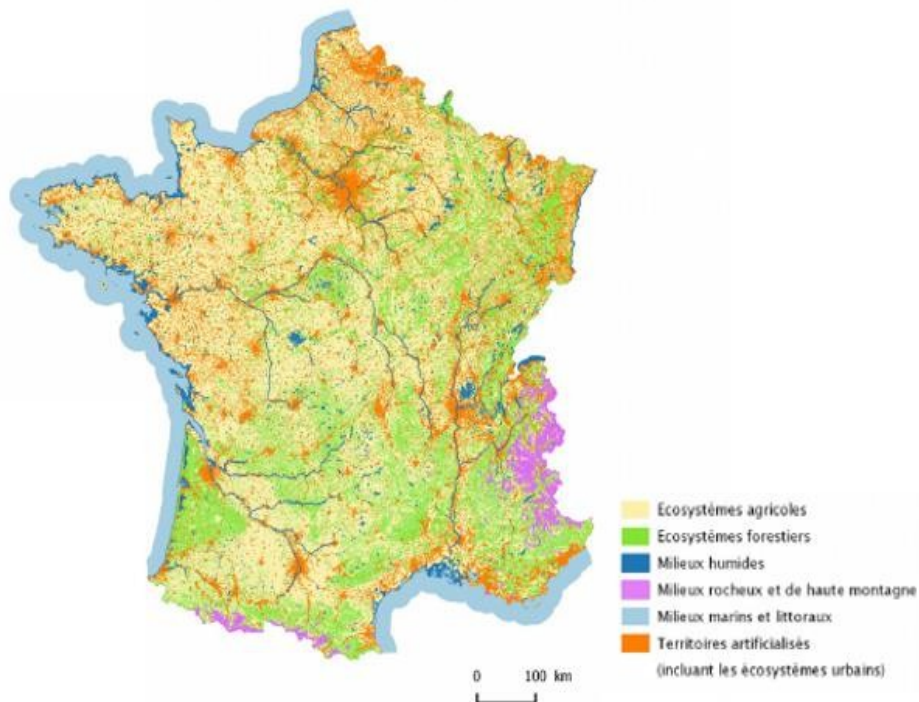 Ecosystèmes agricoles
Ecosystèmes forestiers
Milieux humides
Milieux rocheux et de haute montagne
Milieux marins et littoraux
Territoires artificialisés
(incluant les écosystèmes urbains)
0 100 km